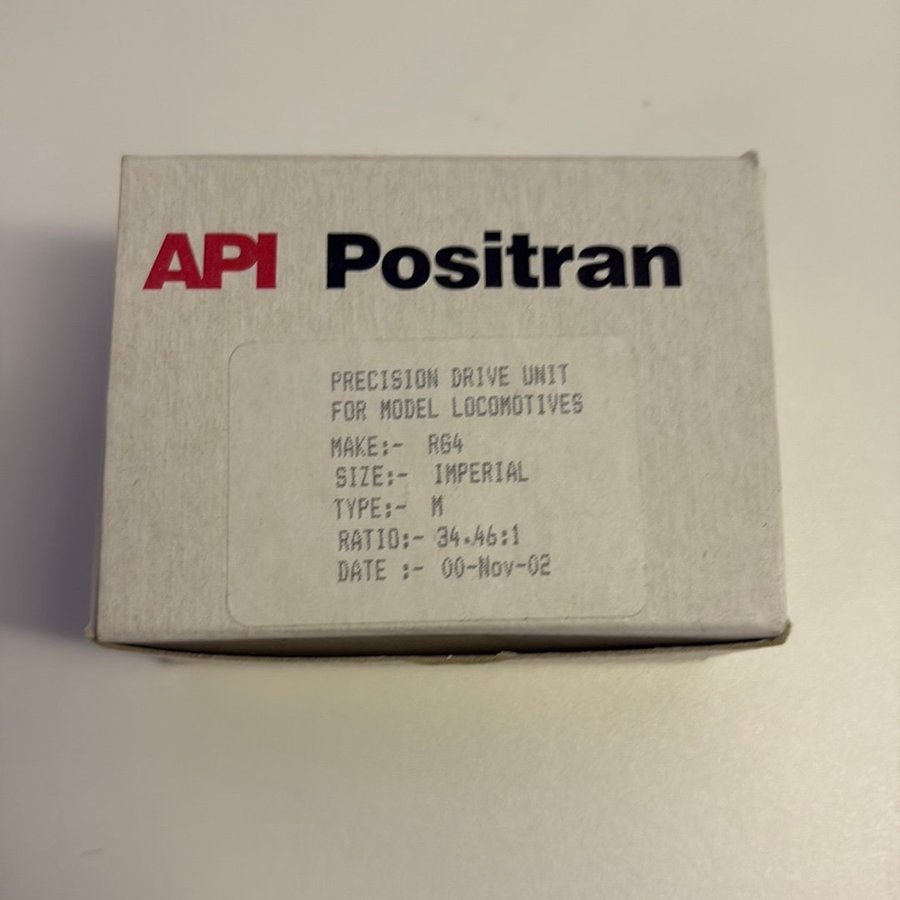 API Positran
PRECISION DRIVE UNIT
FOR MODEL LOCOMOTIVES
MAKE:- RG4
SIZE:- IMPERIAL
TYPE:- M
RATIO:- 34.46:1
DATE :- 00-Nov-02